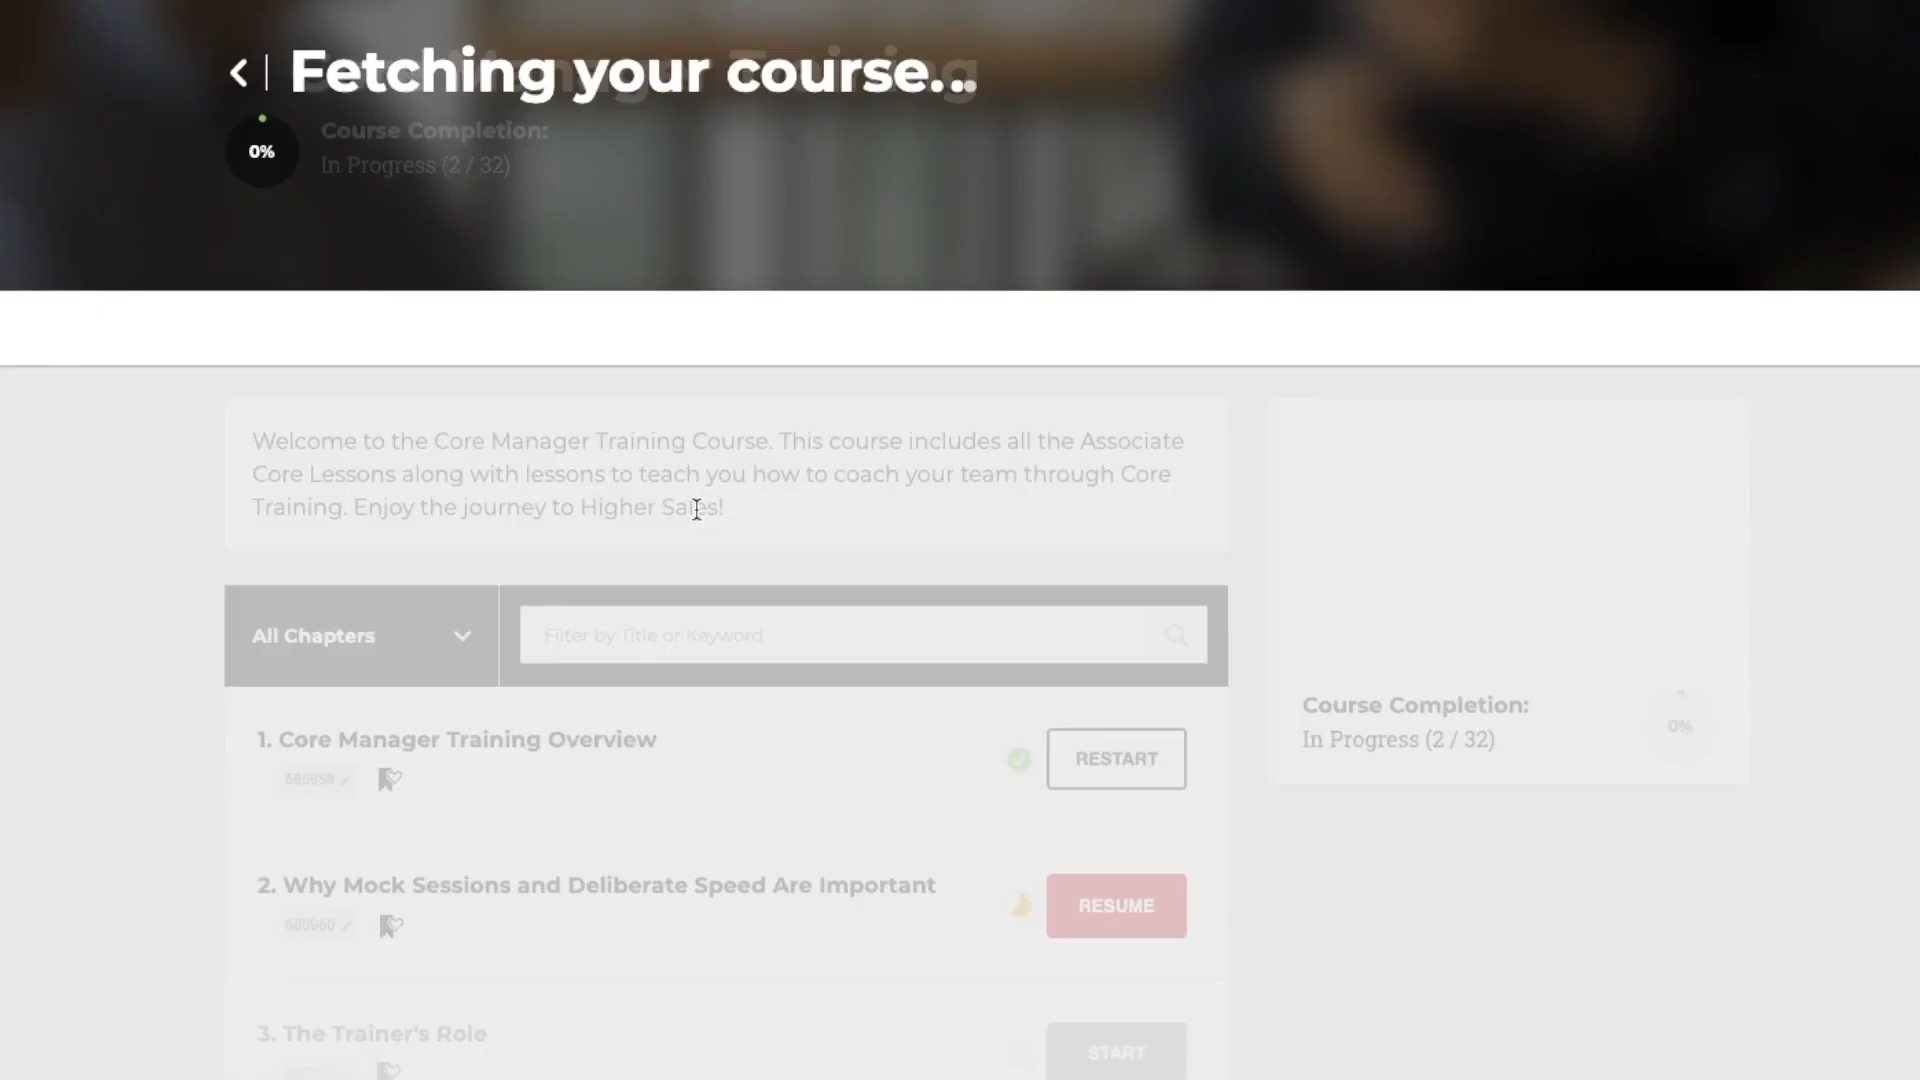 Fetching your course...
0%
Course Completion:
In Progress (2 / 32)
Welcome to the Core Manager Training Course. This course includes all the Associate
Core Lessons along with lessons to teach you how to coach your team through Core
Training. Enjoy the journey to Higher Sales!
All Chapters
Filter by Title or Keyword
1. Core Manager Training Overview
685958
RESTART
2. Why Mock Sessions and Deliberate Speed Are Important
685960
RESUME
3. The Trainer's Role
START
Course Completion:
In Progress (2 / 32)
0%